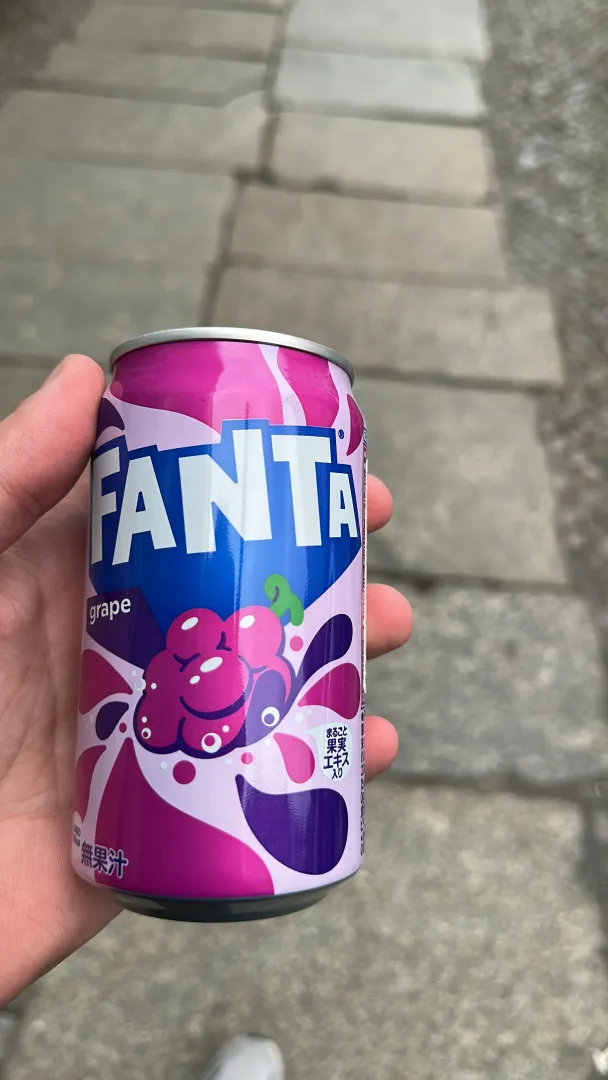 FANTA®
grape
まるごと
果実
エキス
入り
無果汁